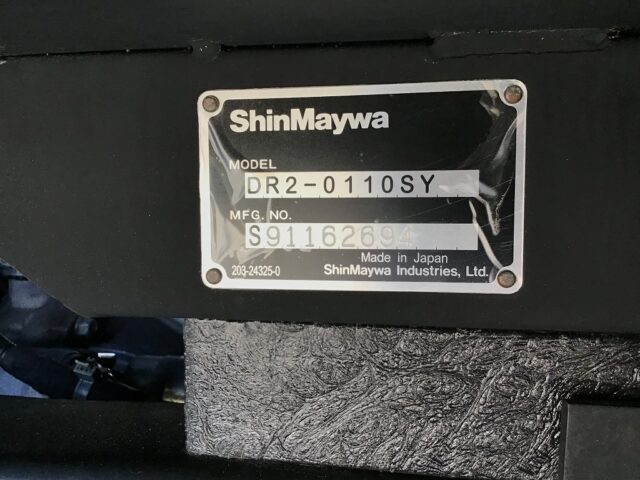 ShinMaywa
MODEL
DR2-0110SY
MFG. NO.
S91162694
Made in Japan
203-24325-0
ShinMaywa Industries, Ltd.